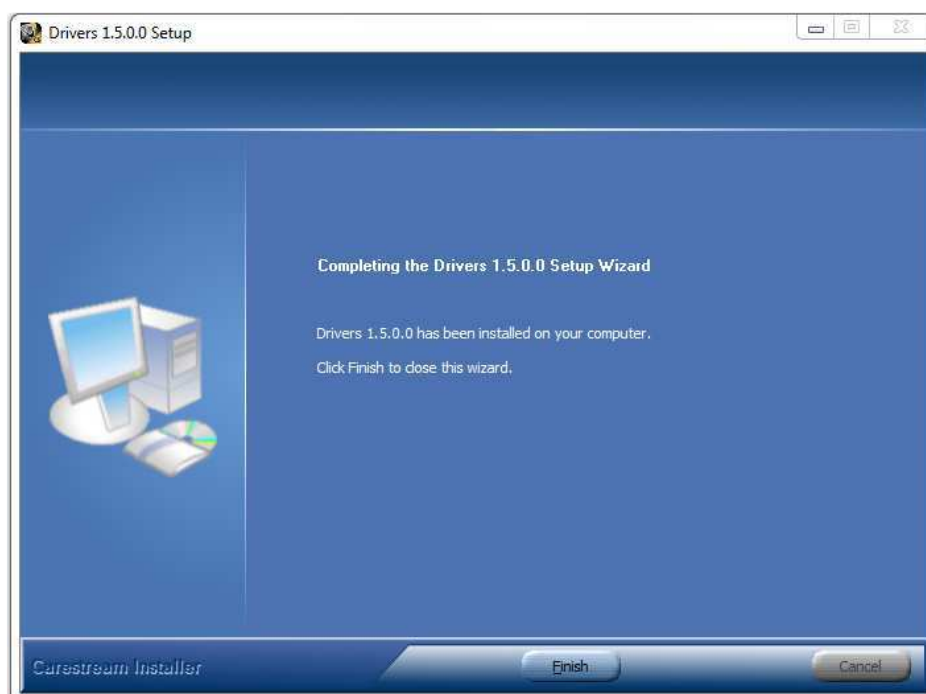 Drivers 1.5.0.0 Setup
Completing the Drivers 1.5.0.0 Setup Wizard
Drivers 1.5.0.0 has been installed on your computer.
Click Finish to close this wizard.
Carestream Installer
Finish
Cancel